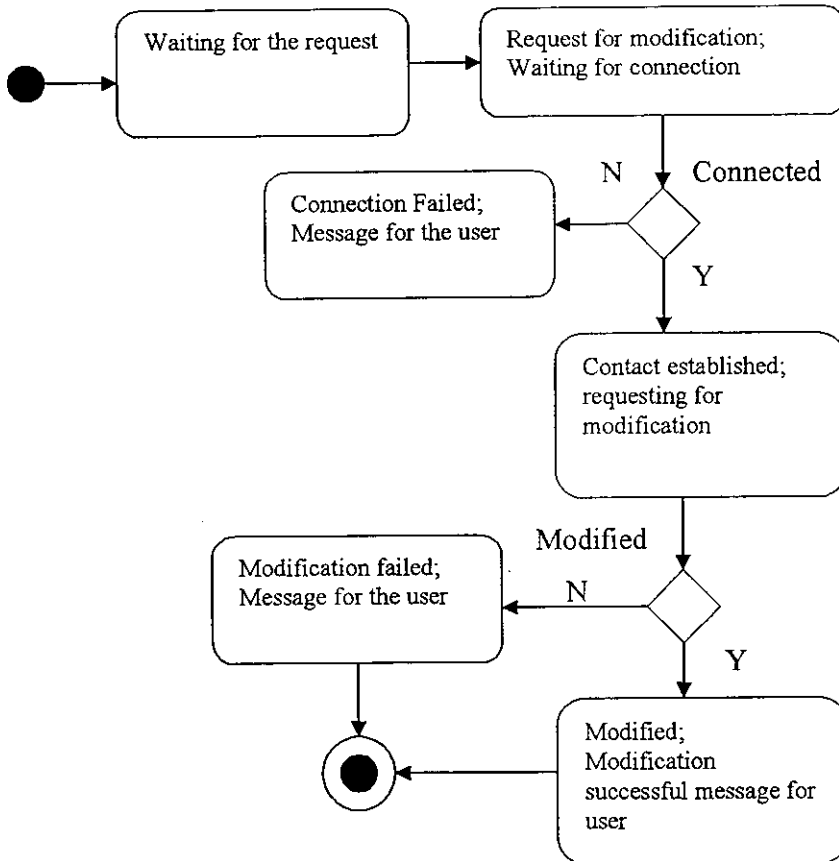 Waiting for the request
Request for modification;
Waiting for connection
N
Connected
Connection Failed;
Message for the user
Y
Contact established;
requesting for
modification
Modified
Modification failed;
Message for the user
N
Y
Modified;
Modification
successful message for
user